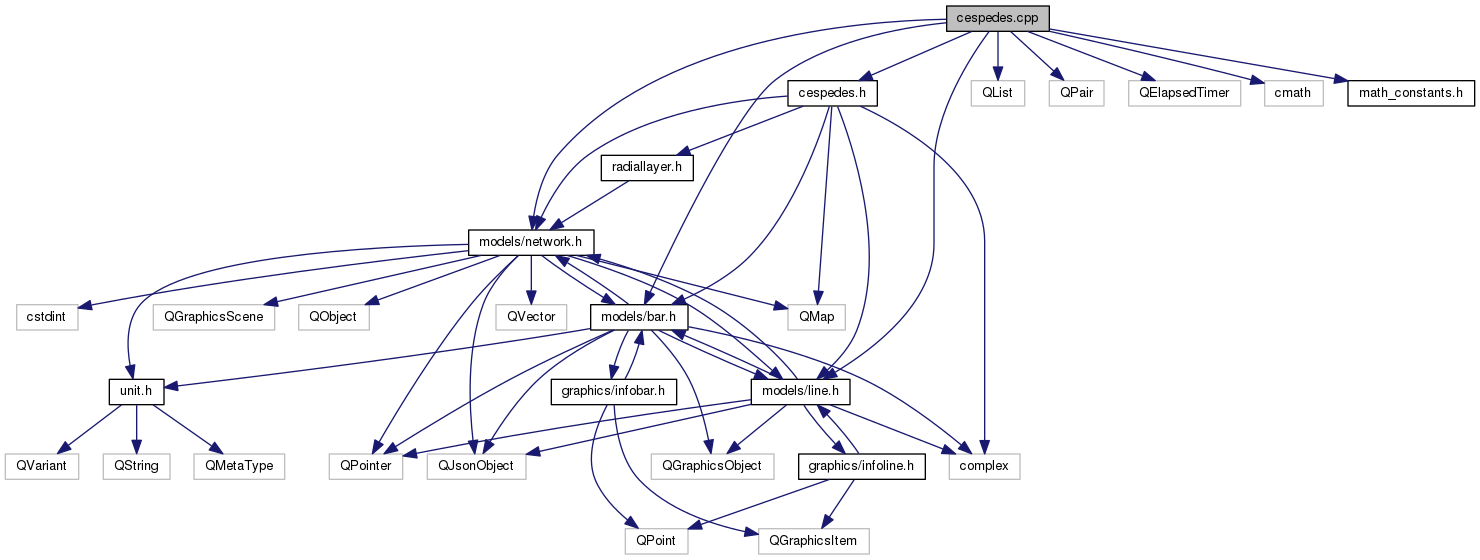 cespedes.cpp
cespedes.h
QList
QPair
QElapsedTimer
cmath
math_constants.h
radiallayer.h
models/network.h
cstdint
QGraphicsScene
QObject
QVector
models/bar.h
QMap
unit.h
graphics/infobar.h
models/line.h
QVariant
QString
QMetaType
QPointer
QJsonObject
QGraphicsObject
graphics/infoline.h
complex
QPoint
QGraphicsItem